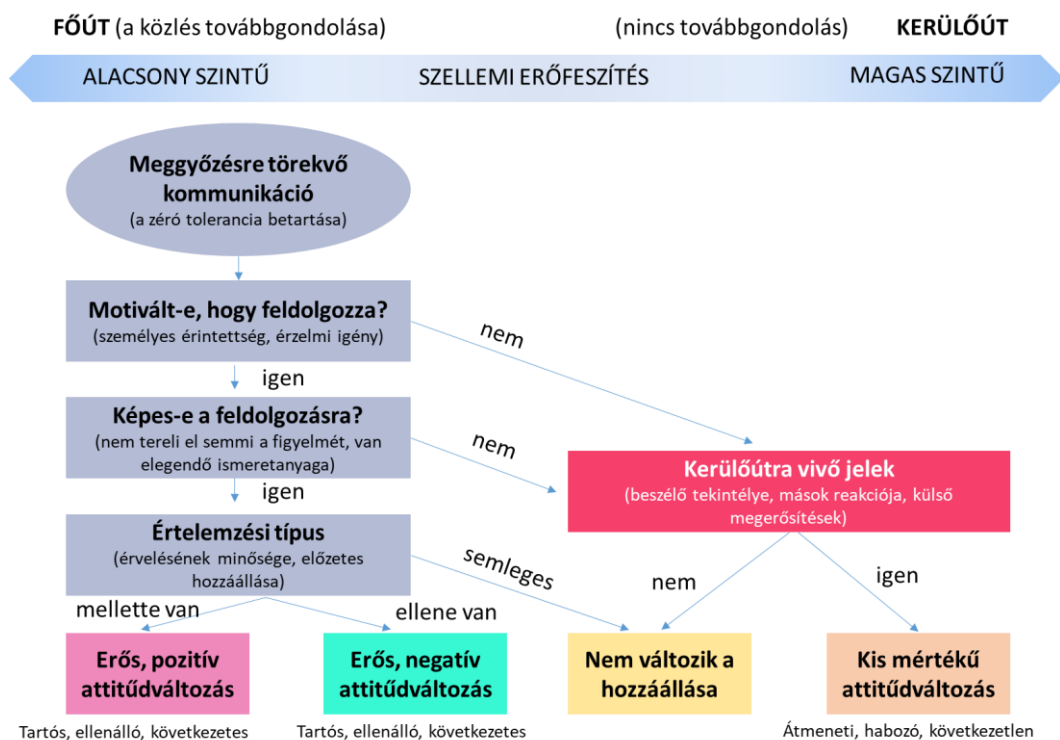 FŐÚT (a közlés továbbgondolása)
(nincs továbbgondolás) KERÜLŐÚT
ALACSONY SZINTŰ SZELLEMI ERŐFESZÍTÉS MAGAS SZINTŰ
Meggyőzésre törekvő
kommunikáció
(a zéró tolerancia betartása)
Motivált-e, hogy feldolgozza?
(személyes érintettség, érzelmi igény)
nem
igen
Képes-e a feldolgozásra?
(nem tereli el semmi a figyelmét, van
elegendő ismeretanyaga)
nem
igen
Kerülőútra vivő jelek
(beszélő tekintélye, mások reakciója, külső
megerősítések)
Értelemzési típus
(érvelésének minősége, előzetes
hozzáállása)
semleges
nem
igen
mellette van
ellene van
Erős, pozitív
attitűdváltozás
Erős, negatív
attitűdváltozás
Nem változik a
hozzáállása
Kis mértékű
attitűdváltozás
Tartós, ellenálló, következetes
Tartós, ellenálló, következetes
Átmeneti, habozó, következetlen